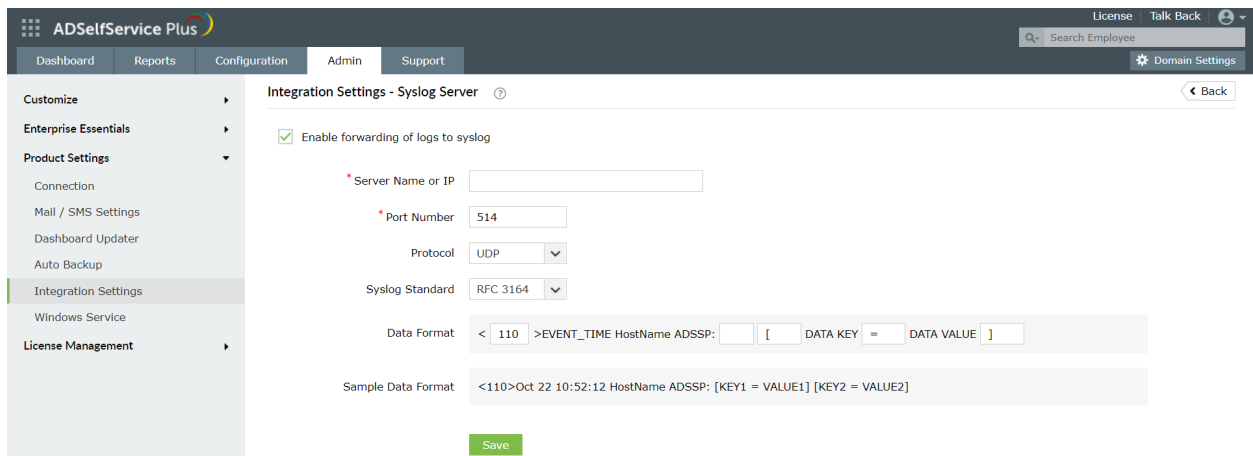 License Talk Back
ADSelfService Plus
Search Employee
Dashboard Reports Configuration Admin Support Domain Settings
Customize
Enterprise Essentials
Product Settings
Connection
Mail / SMS Settings
Dashboard Updater
Auto Backup
Integration Settings
Windows Service
License Management
Integration Settings - Syslog Server ? Back
Enable forwarding of logs to syslog
* Server Name or IP
* Port Number 514
Protocol UDP
Syslog Standard RFC 3164
Data Format < 110 >EVENT_TIME HostName ADSSP: [ DATA KEY = DATA VALUE ]
Sample Data Format <110>Oct 22 10:52:12 HostName ADSSP: [KEY1 = VALUE1] [KEY2 = VALUE2]
Save